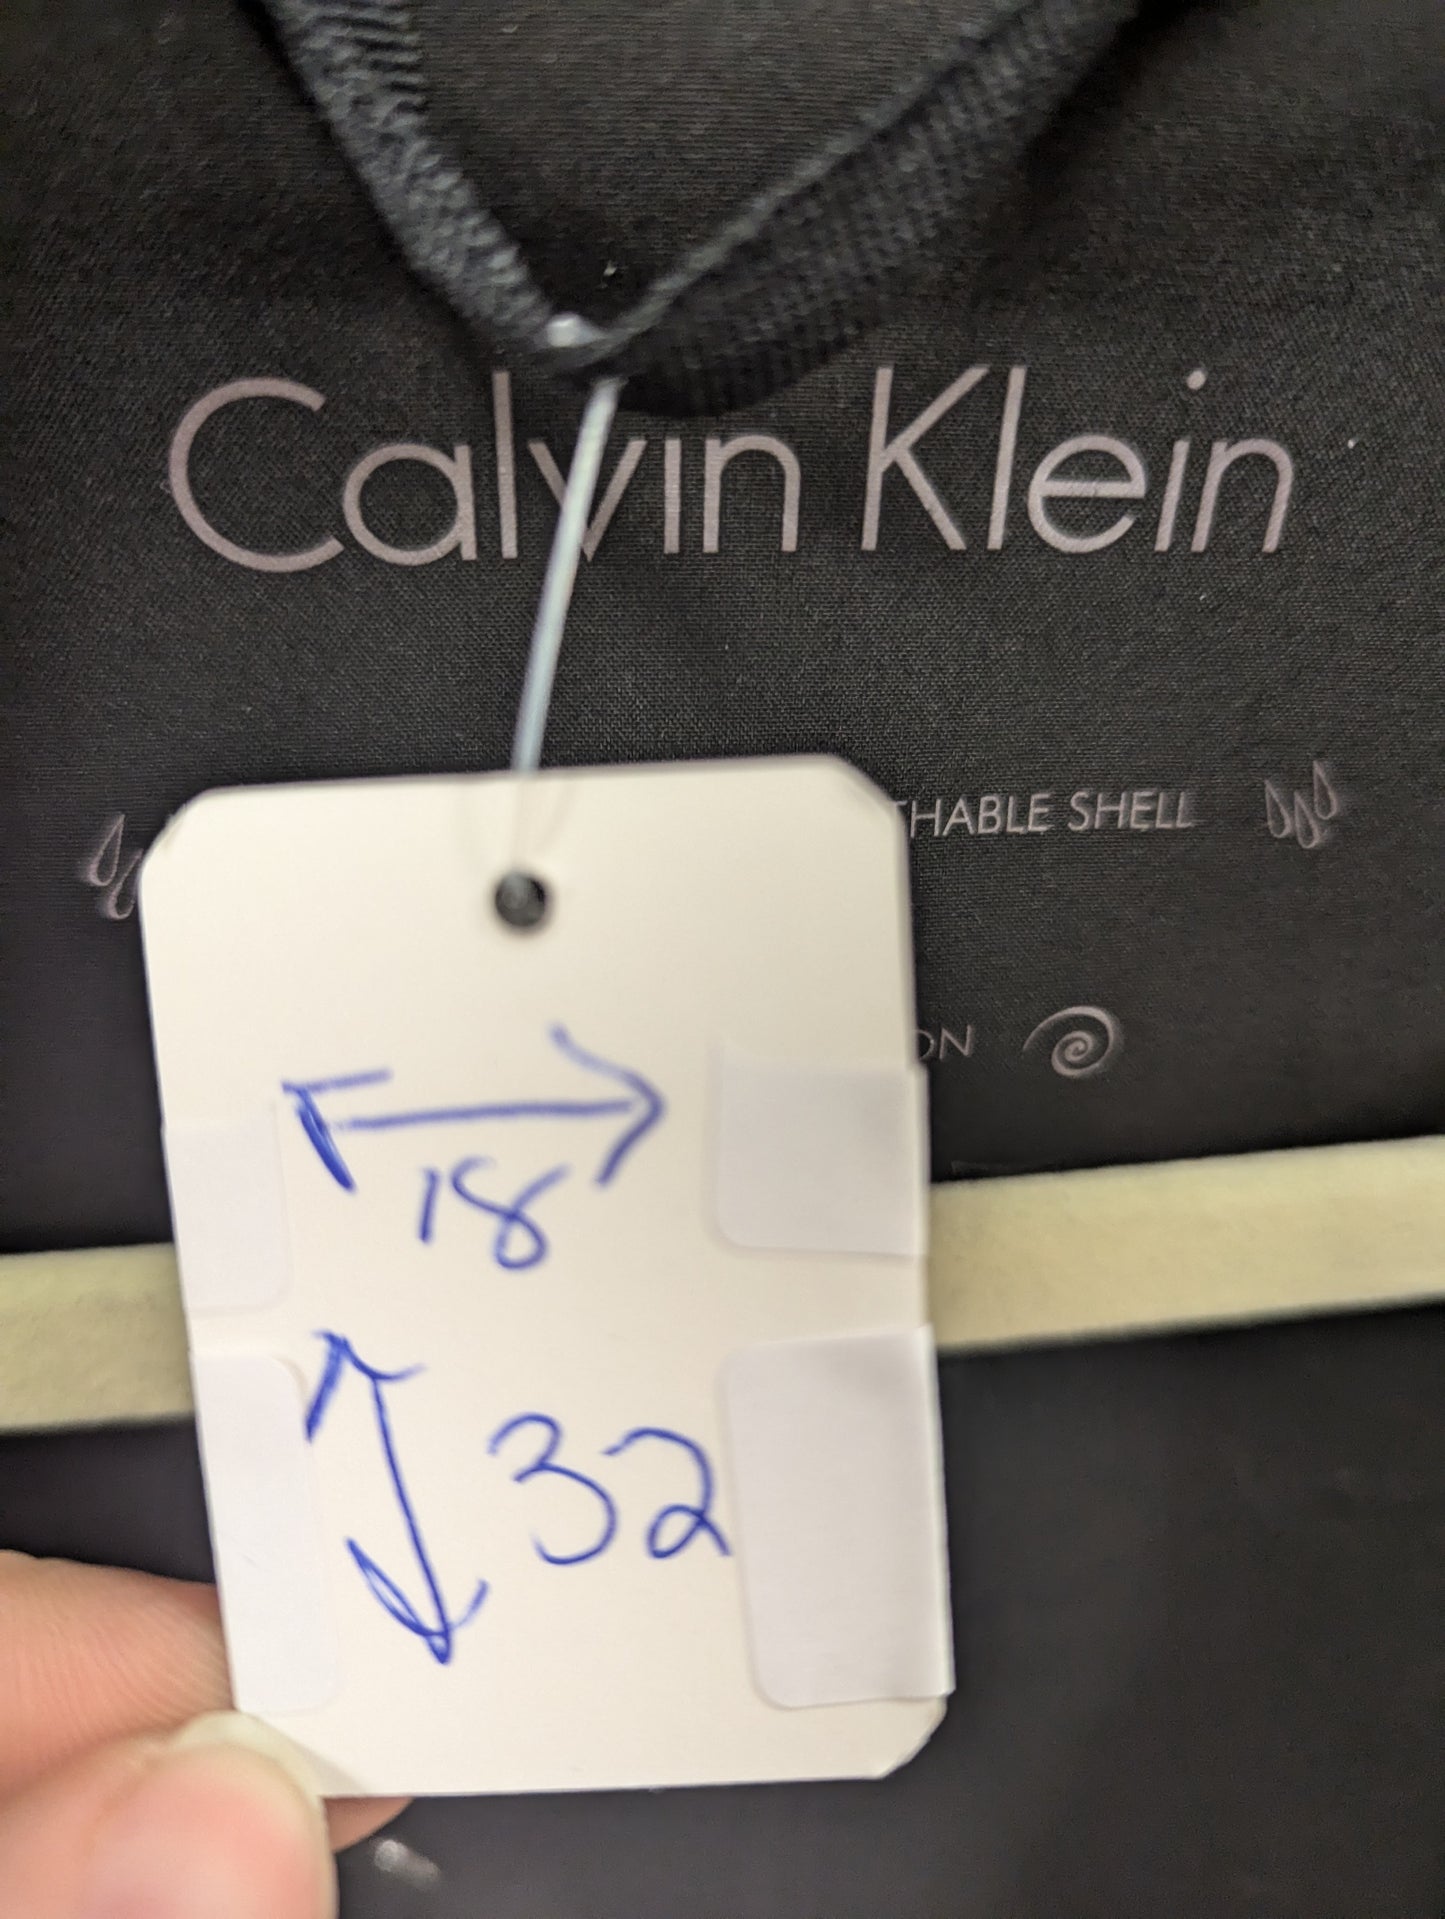 Calvin Klein
THABLE SHELL
ON
18
32